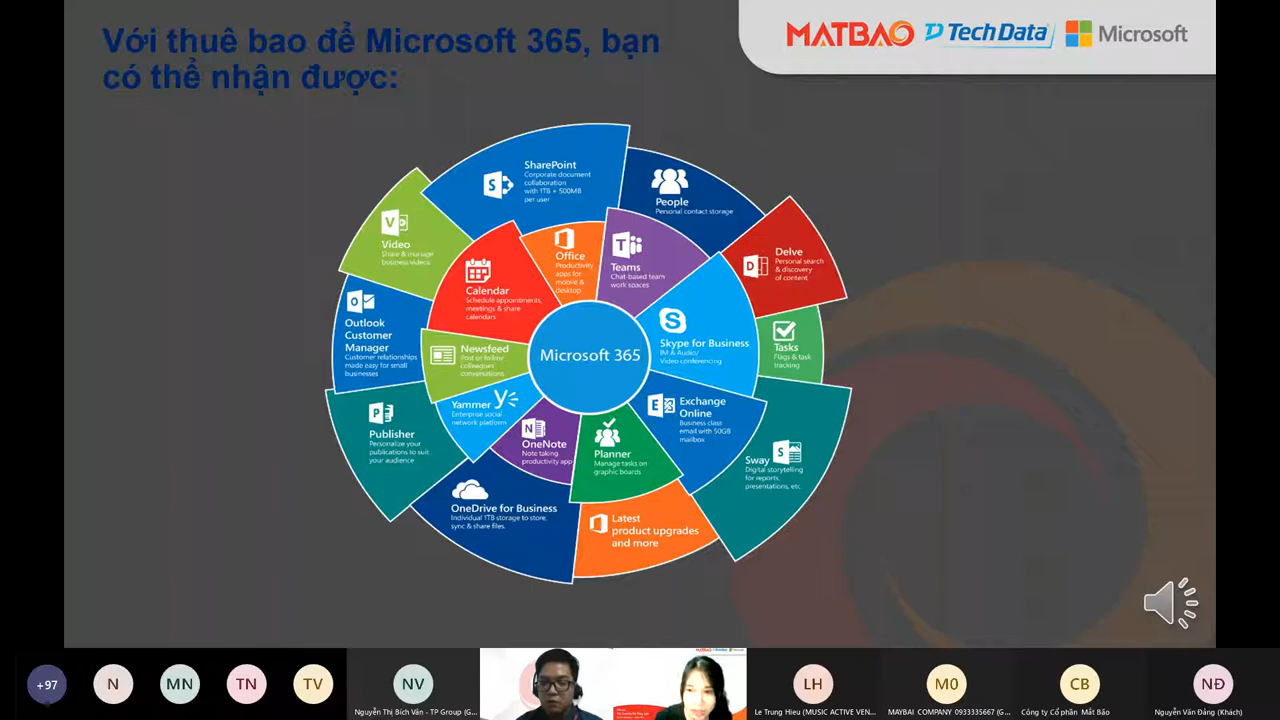 Với thuê bao để Microsoft 365, bạn
có thể nhận được:
MATBAO
TechData
Microsoft
SharePoint
Corporate document
collaboration
with 1TB + 500MB
per user
People
Personal contact storage
Video
Share & manage
business videos
Delve
Personal search
& discovery
of content
Office
Productivity
apps for
mobile &
desktop
Teams
Chat-based team
work spaces
Calendar
Schedule appointments,
meetings & share
calendars
Outlook
Customer
Manager
Customer relationships
made easy for small
businesses
Skype for Business
IM & Audio/
Video conferencing
Tasks
Flags & task
tracking
Newsfeed
Post or follow
colleagues'
conversations
Microsoft 365
Yammer
Enterprise social
network platform
Exchange
Online
Business class
email with 50GB
mailbox
Publisher
Personalize your
publications to suit
your audience
OneNote
Note taking
productivity app
Planner
Manage tasks on
graphic boards
Sway
Digital storytelling
for reports,
presentations, etc.
OneDrive for Business
Individual 1TB storage to store,
sync & share files.
Latest
product upgrades
and more
+97
N
MN
TN
TV
NV
Nguyễn Thị Bích Vân - TP Group (G...
LH
Le Trung Hieu (MUSIC ACTIVE VEN...
M0
MAYBAI COMPANY 0933335667 (G...
CB
Công ty Cổ phần Mắt Bão
NĐ
Nguyễn Văn Đảng (Khách)